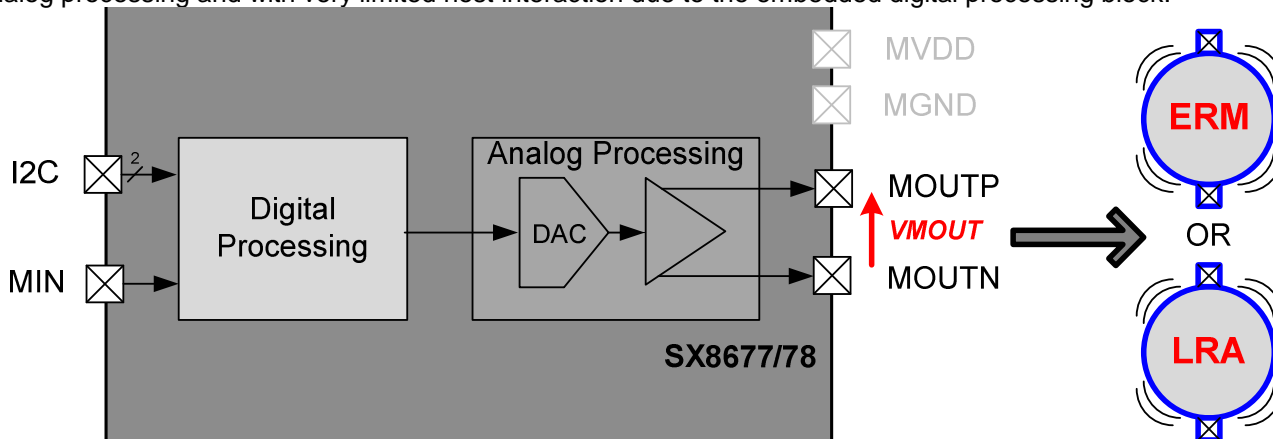 alog processing and with very limited host interaction due to the embedded digital processing block.
MVDD
MGND
ERM
I2C
2
Digital
Processing
Analog Processing
DAC
MOUTP
VMOUT
MOUTN
OR
MIN
SX8677/78
LRA